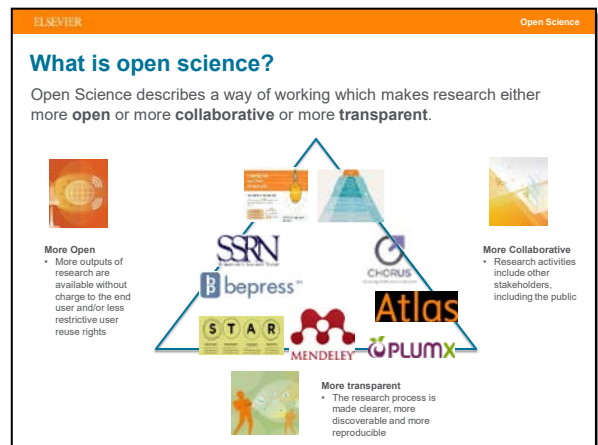 ELSEVIER
Open Science
What is open science?
Open Science describes a way of working which makes research either
more open or more collaborative or more transparent.
More Open
• More outputs of
research are
available without
charge to the end
user and/or less
restrictive user
reuse rights
SSRN
bp bepress™
CHORUS
Atlas
STAR
MENDELEY
PLUMX
More Collaborative
• Research activities
include other
stakeholders,
including the public
More transparent
• The research process is
made clearer, more
discoverable and more
reproducible